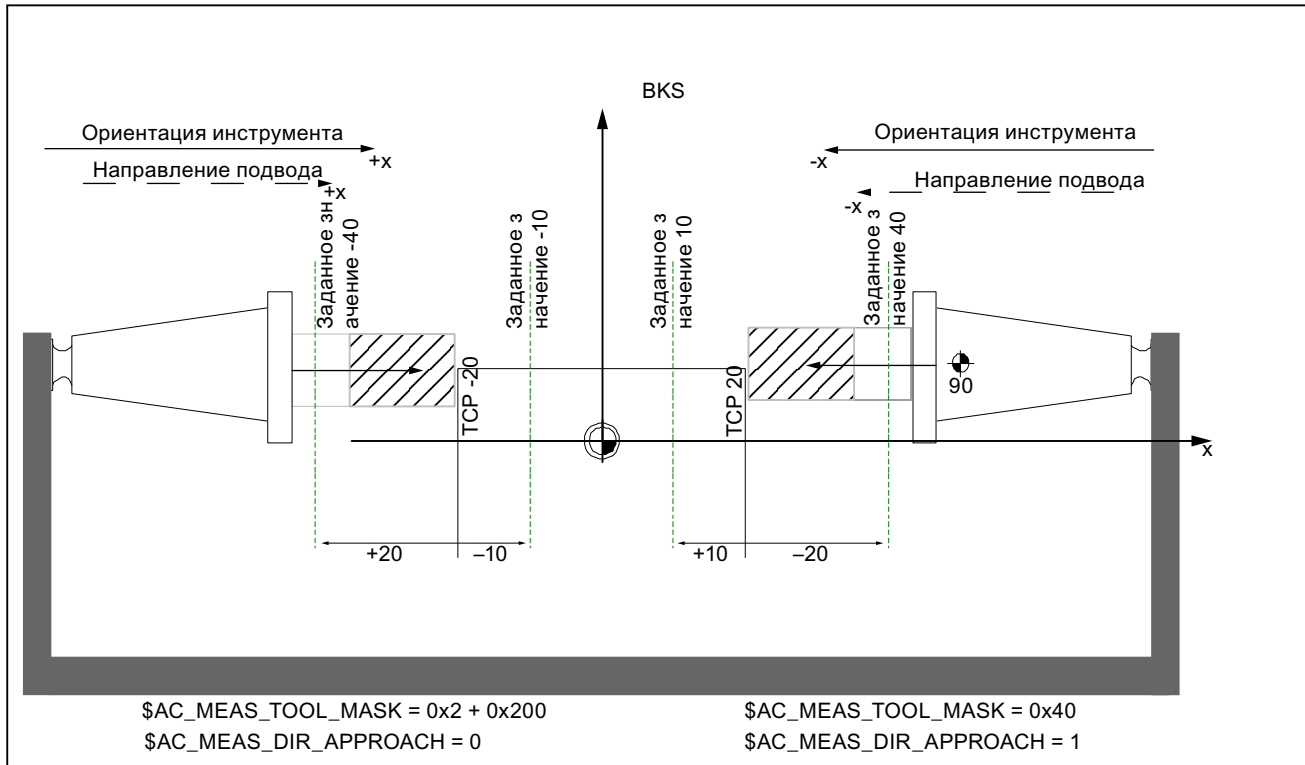 BKS
Ориентация инструмента
+x
Направление подвода
+x
Ориентация инструмента
-x
Направление подвода
-x
Заданное зн
ачение -40
Заданное з
начение -10
Заданное з
начение 10
Заданное з
начение 40
TCP -20
TCP 20
90
x
+20
–10
+10
–20
$AC_MEAS_TOOL_MASK = 0x2 + 0x200
$AC_MEAS_DIR_APPROACH = 0
$AC_MEAS_TOOL_MASK = 0x40
$AC_MEAS_DIR_APPROACH = 1